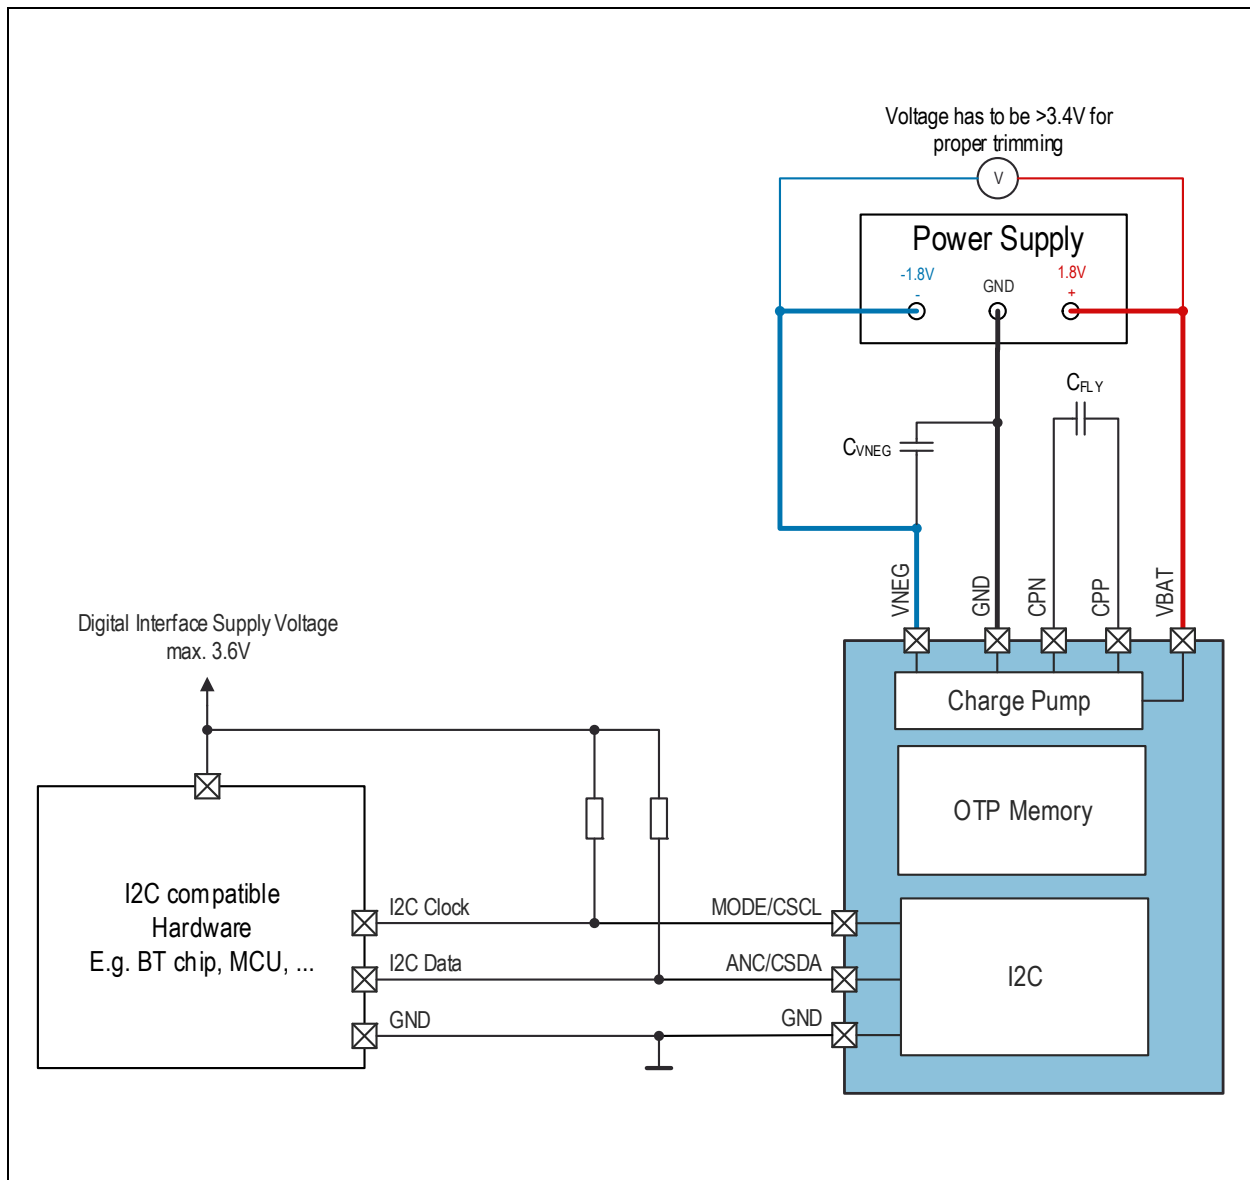 Voltage has to be >3.4V for
proper trimming
V
Power Supply
-1.8V
-
GND
1.8V
+
CFLY
CVNEG
VNEG
GND
CPN
CPP
VBAT
Digital Interface Supply Voltage
max. 3.6V
Charge Pump
OTP Memory
I2C compatible
Hardware
E.g. BT chip, MCU, ...
I2C Clock
MODE/CSCL
I2C Data
ANC/CSDA
GND
GND
I2C